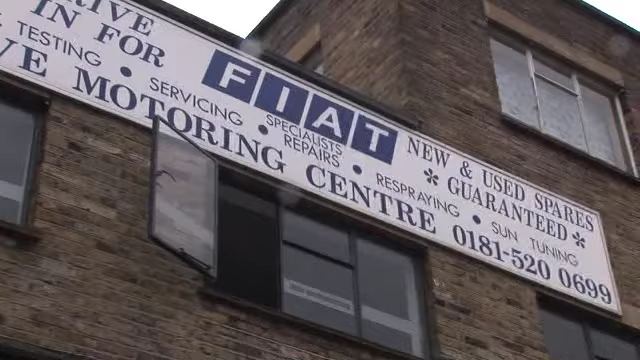 DRIVE
IN FOR FIAT
TESTING • SERVICING • SPECIALISTS REPAIRS • RESPRAYING • SUN TUNING
NEW & USED SPARES
* GUARANTEED *
MOTORING CENTRE 0181-520 0699